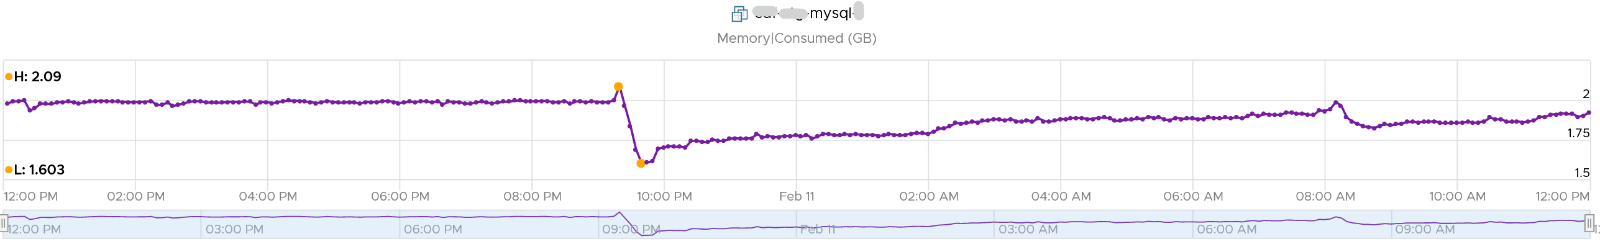 -mysql-
Memory|Consumed (GB)
H: 2.09
2
1.75
L: 1.603
1.5
12:00 PM 02:00 PM 04:00 PM 06:00 PM 08:00 PM 10:00 PM Feb 11 02:00 AM 04:00 AM 06:00 AM 08:00 AM 10:00 AM 12:00 PM
12:00 PM 03:00 PM 06:00 PM 09:00 PM Feb 11 03:00 AM 06:00 AM 09:00 AM